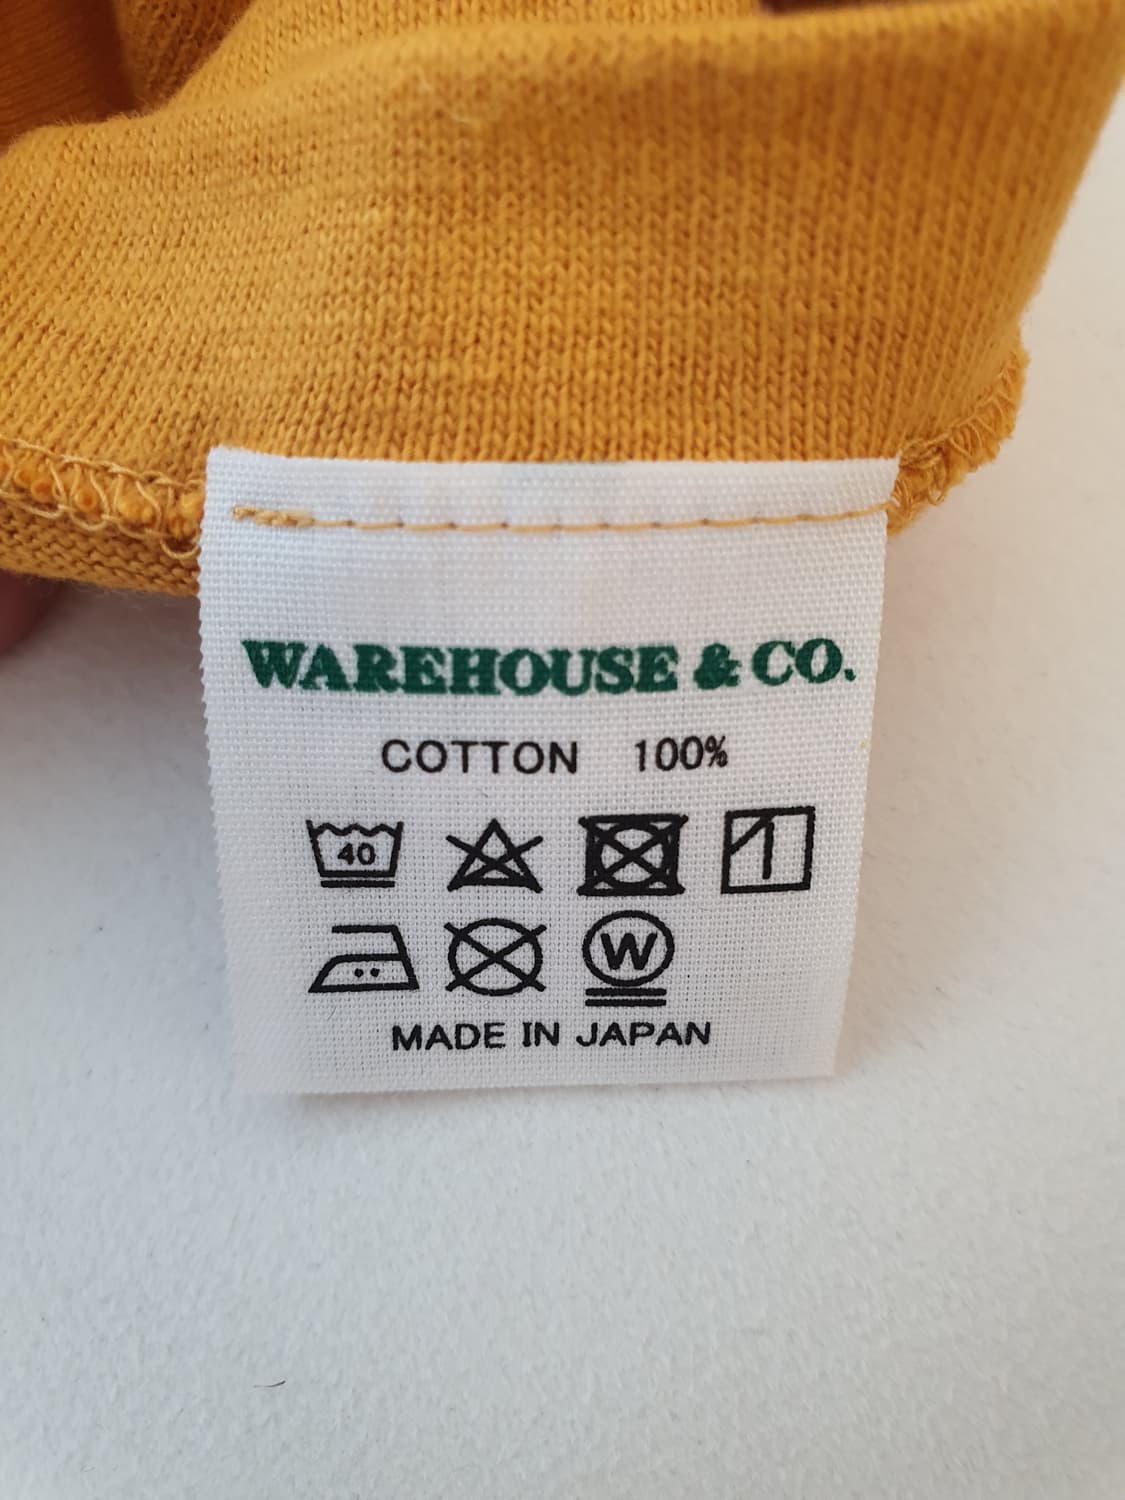 WAREHOUSE & CO.
COTTON 100%
40
W
MADE IN JAPAN